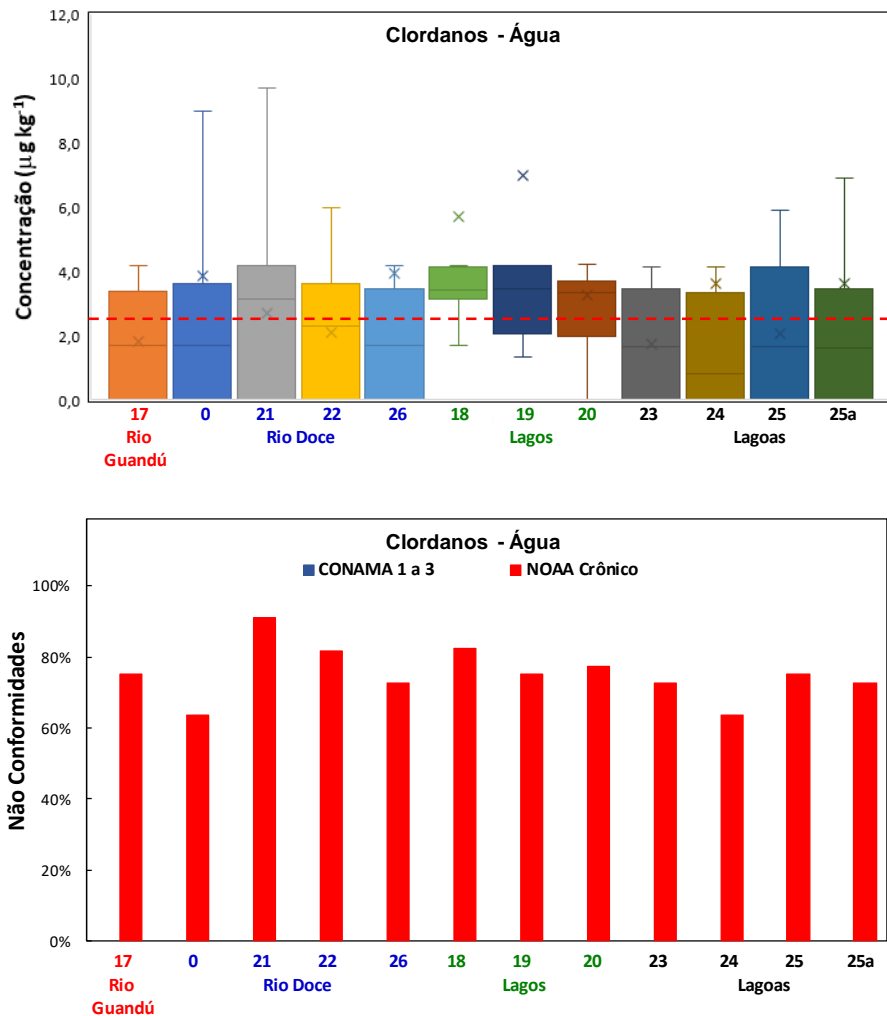 Clordanos - Água
Concentração (µg kg-1)
12,0
10,0
8,0
6,0
4,0
2,0
0,0
17 0 21 22 26 18 19 20 23 24 25 25a
Rio Rio Doce Lagos Lagoas
Guandú
Clordanos - Água
CONAMA 1 a 3 NOAA Crônico
Não Conformidades
100%
80%
60%
40%
20%
0%
17 0 21 22 26 18 19 20 23 24 25 25a
Rio Rio Doce Lagos Lagoas
Guandú